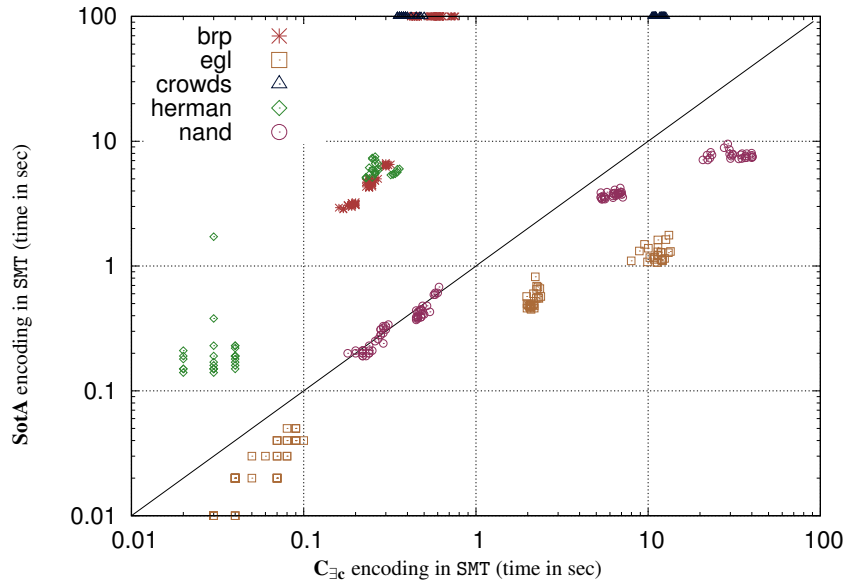 100
10
1
0.1
0.01
SotA encoding in SMT (time in sec)
brp
egl
crowds
herman
nand
0.01
0.1
1
10
100
C∃c encoding in SMT (time in sec)